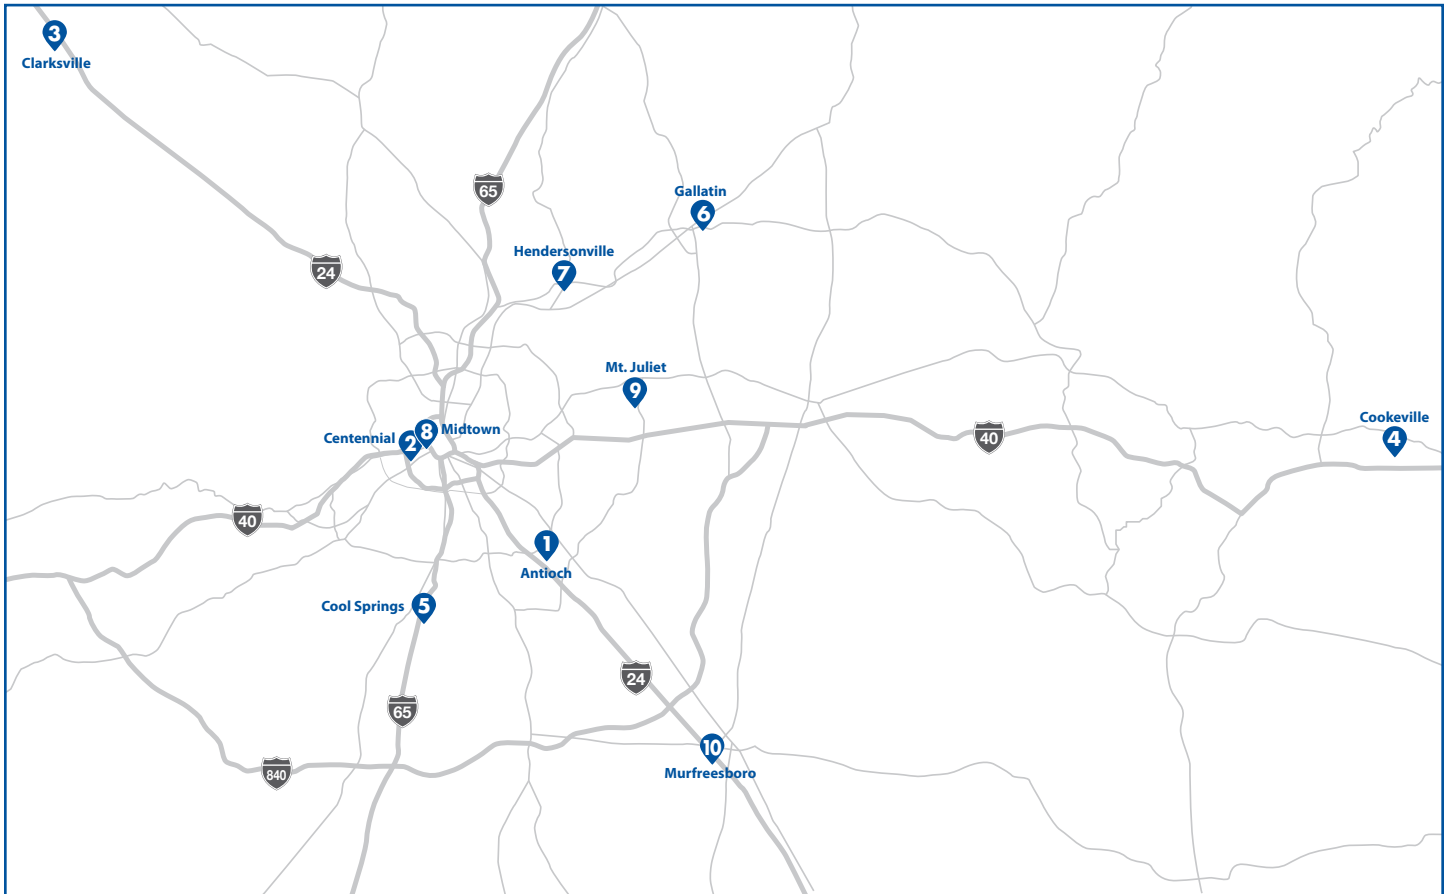 3
Clarksville
65
Gallatin
6
24
Hendersonville
7
Mt. Juliet
9
Centennial
2
8
Midtown
40
Cookeville
4
40
1
Antioch
Cool Springs
5
24
65
10
Murfreesboro
840